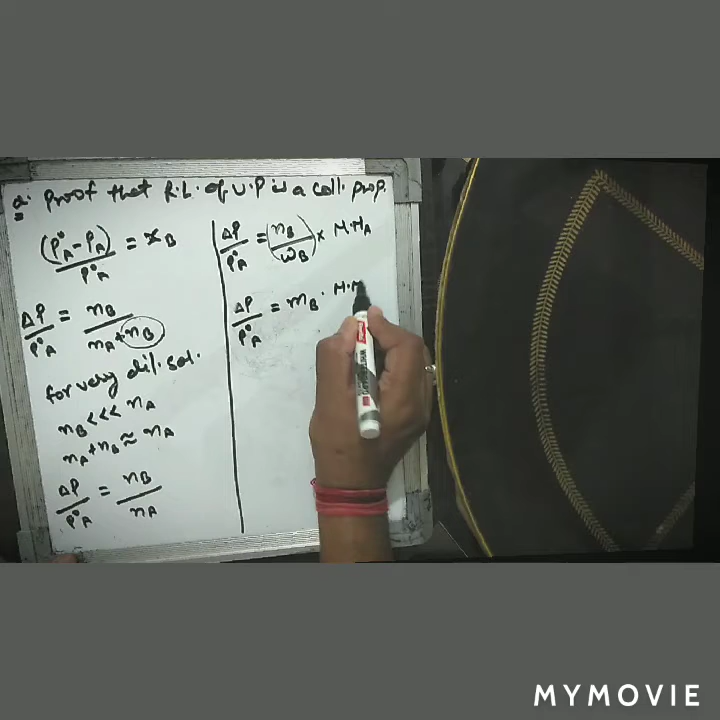 Q: Proof that R.L. of V.P is a coll. prop.
(P°A - PA) / P°A = xB
ΔP / P°A = nB / nA + nB
for very dil. sol.
nB <<< nA
nA + nB ≈ nA
ΔP / P°A = nB / nA
ΔP / P°A = (nB / wB) × M.MA
ΔP / P°A = mB . M.M
MYMOVIE